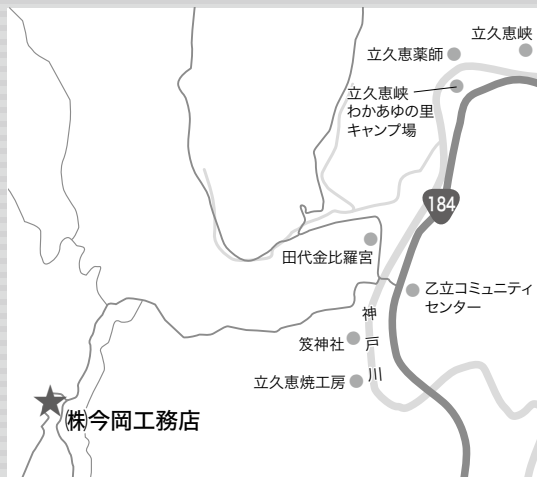 立久恵峡
立久恵薬師
立久恵峡
わかあゆの里
キャンプ場
184
田代金比羅宮
乙立コミュニティ
センター
神戸川
笈神社
立久恵焼工房
㈱今岡工務店